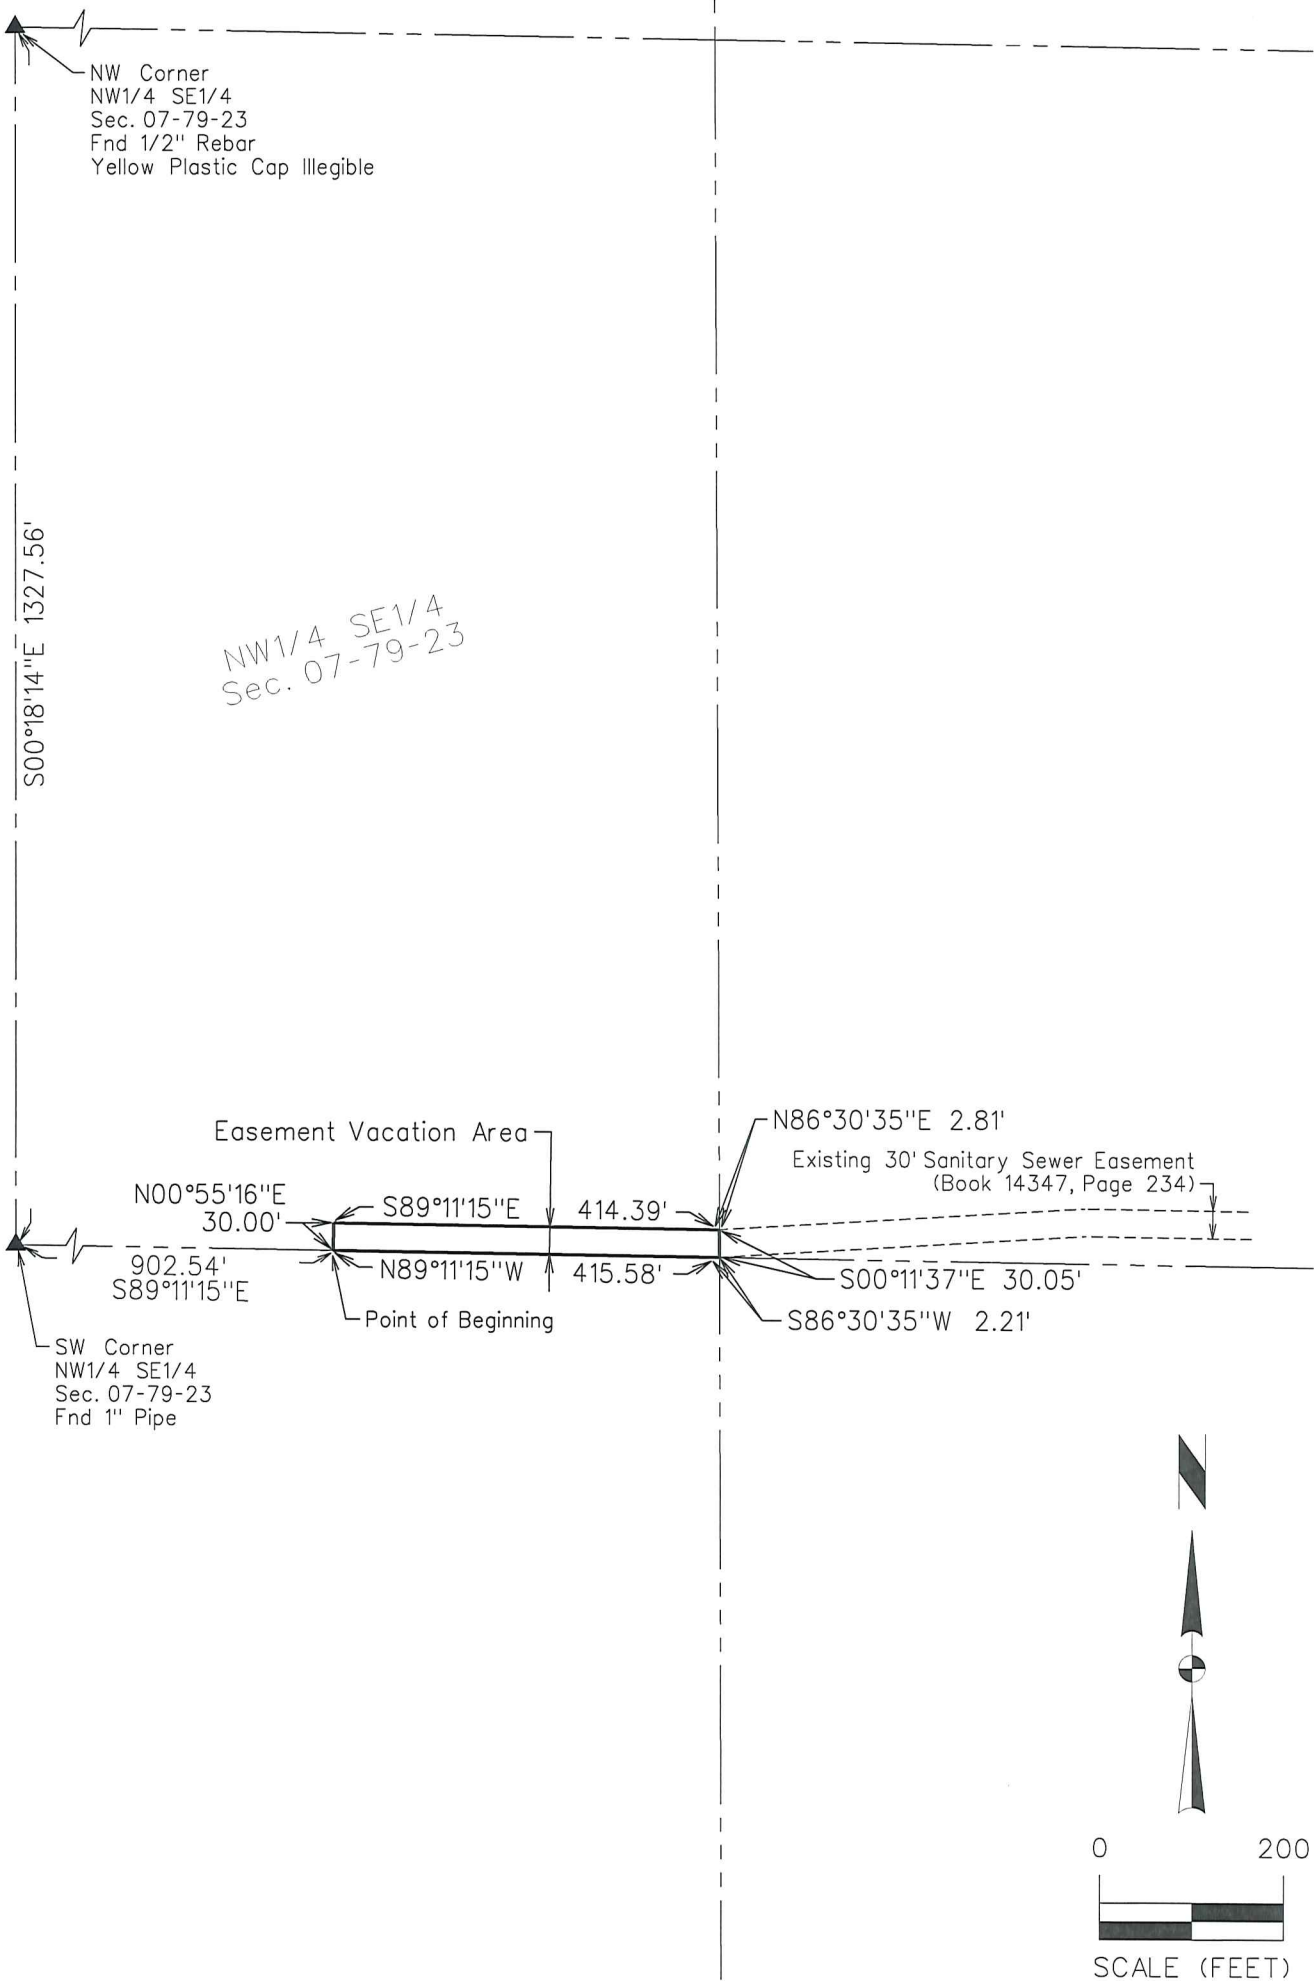 NW Corner
NW1/4 SE1/4
Sec. 07-79-23
Fnd 1/2" Rebar
Yellow Plastic Cap Illegible
S00°18'14"E 1327.56'
NW1/4 SE1/4
Sec. 07-79-23
Easement Vacation Area
N86°30'35"E 2.81'
Existing 30' Sanitary Sewer Easement
(Book 14347, Page 234)
N00°55'16"E
30.00'
S89°11'15"E 414.39'
902.54'
S89°11'15"E
N89°11'15"W 415.58'
S00°11'37"E 30.05'
Point of Beginning
S86°30'35"W 2.21'
SW Corner
NW1/4 SE1/4
Sec. 07-79-23
Fnd 1" Pipe
N
0 200
SCALE (FEET)